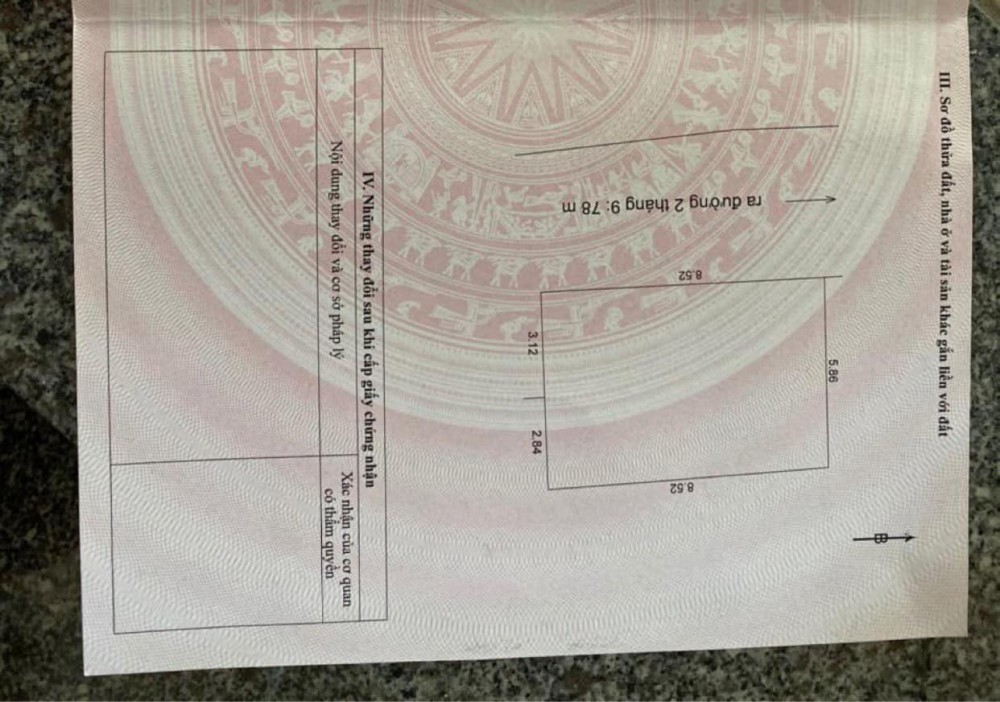 III. Sơ đồ thửa đất, nhà ở và tài sản khác gắn liền với đất
B
5.86
8.52
8.52
ra đường 2 tháng 9: 78 m
3.12
2.84
IV. Những thay đổi sau khi cấp giấy chứng nhận
Nội dung thay đổi và cơ sở pháp lý
Xác nhận của cơ quan
có thẩm quyền